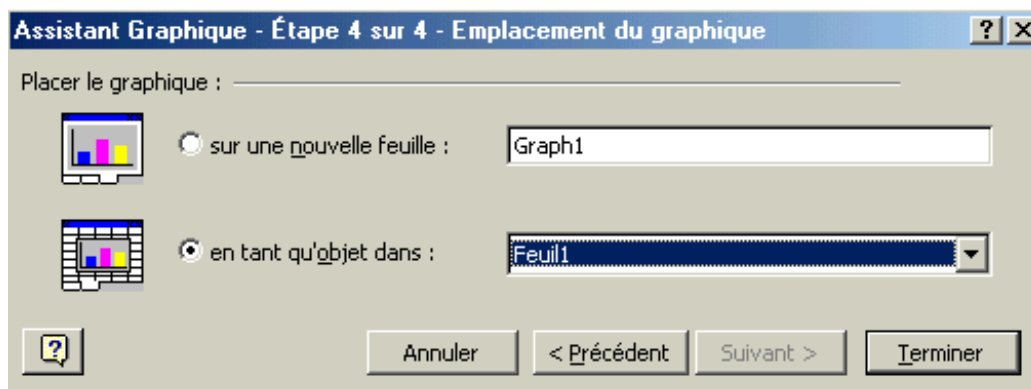 Assistant Graphique - Étape 4 sur 4 - Emplacement du graphique
Placer le graphique :
sur une nouvelle feuille : Graph1
en tant qu'objet dans : Feuil1
Annuler < Précédent Suivant > Terminer